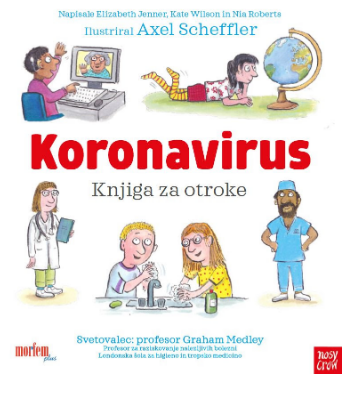 Napisale Elizabeth Jenner, Kate Wilson in Nia Roberts
Ilustriral Axel Scheffler
Koronavirus
Knjiga za otroke
Svetovalec: profesor Graham Medley
Profesor za raziskovanje nalezljivih bolezni
Londonska šola za higieno in tropsko medicino
morfem
plus
nosy
crow